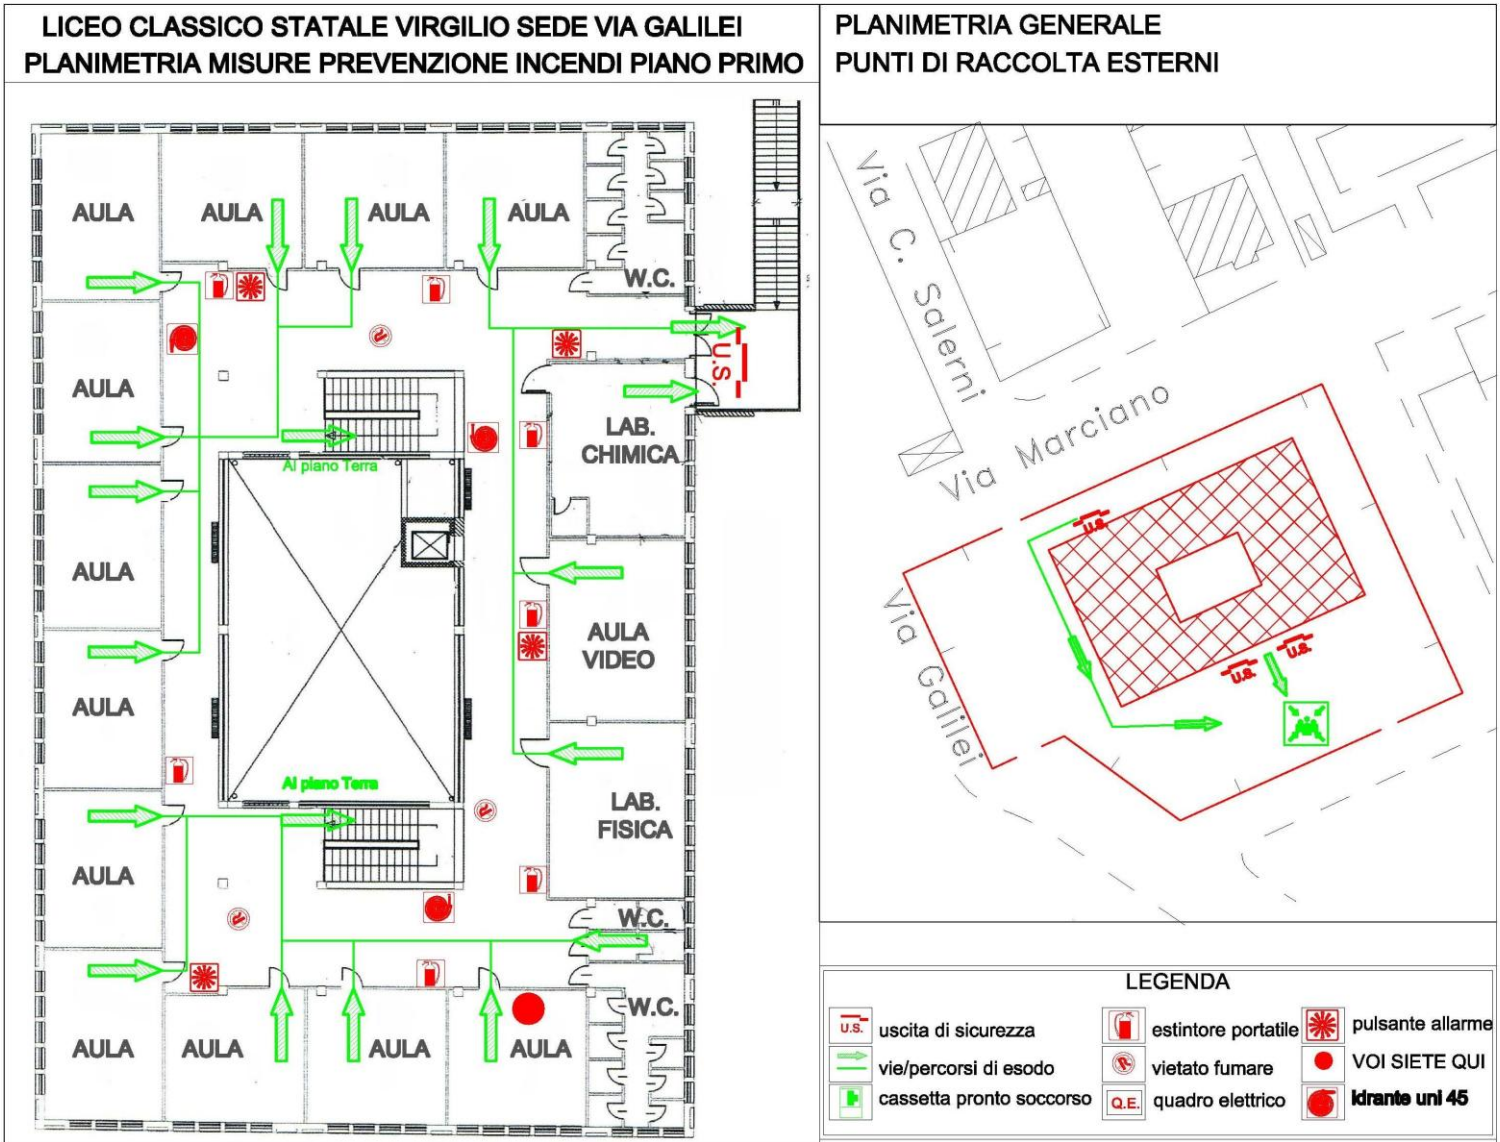 LICEO CLASSICO STATALE VIRGILIO SEDE VIA GALILEI
PLANIMETRIA MISURE PREVENZIONE INCENDI PIANO PRIMO
PLANIMETRIA GENERALE
PUNTI DI RACCOLTA ESTERNI
AULA
AULA
AULA
AULA
W.C.
U.S.
AULA
LAB.
CHIMICA
Al piano Terra
AULA
AULA
VIDEO
AULA
Al piano Terra
LAB.
FISICA
AULA
W.C.
W.C.
AULA
AULA
AULA
AULA
Via C. Salerni
Via Marciano
Via Galilei
U.S.
U.S.
U.S.
LEGENDA
U.S. uscita di sicurezza
estintore portatile
pulsante allarme
vie/percorsi di esodo
vietato fumare
VOI SIETE QUI
cassetta pronto soccorso
Q.E. quadro elettrico
Idrante uni 45